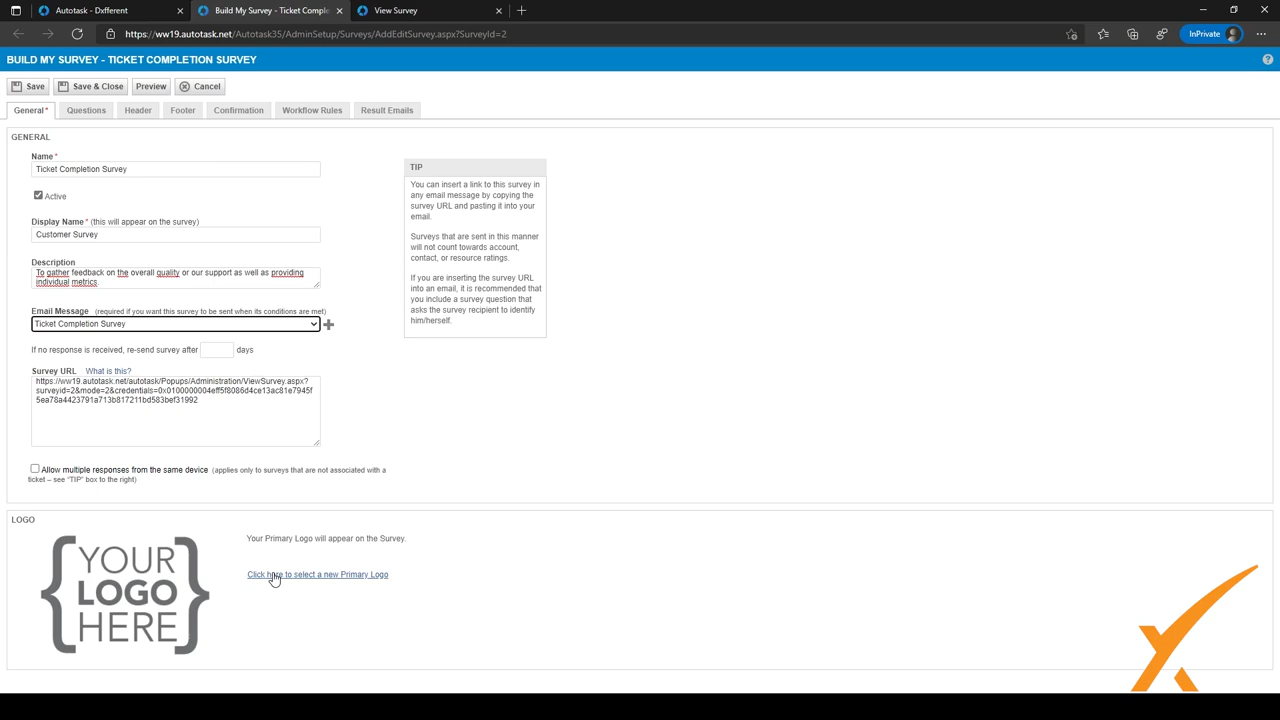 Autotask - Different
Build My Survey - Ticket Comple
View Survey
https://ww19.autotask.net/Autotask35/AdminSetup/Surveys/AddEditSurvey.aspx?SurveyId=2
InPrivate
BUILD MY SURVEY - TICKET COMPLETION SURVEY
Save
Save & Close
Preview
Cancel
General*
Questions
Header
Footer
Confirmation
Workflow Rules
Result Emails
GENERAL
Name*
Ticket Completion Survey
Active
Display Name* (this will appear on the survey)
Customer Survey
Description
To gather feedback on the overall quality or our support as well as providing
individual metrics.
Email Message (required if you want this survey to be sent when its conditions are met)
Ticket Completion Survey
If no response is received, re-send survey after days
Survey URL What is this?
https://ww19.autotask.net/autotask/Popups/Administration/ViewSurvey.aspx?
surveyid=2&mode=2&credentials=0x0100000004eff5f8086d4ce13ac81e7945f
5ea78a4423791a713b817211bd583bef31992
Allow multiple responses from the same device (applies only to surveys that are not associated with a
ticket – see "TIP" box to the right)
TIP
You can insert a link to this survey in
any email message by copying the
survey URL and pasting it into your
email.
Surveys that are sent in this manner
will not count towards account,
contact, or resource ratings.
If you are inserting the survey URL
into an email, it is recommended that
you include a survey question that
asks the survey recipient to identify
him/herself.
LOGO
YOUR
LOGO
HERE
Your Primary Logo will appear on the Survey.
Click here to select a new Primary Logo